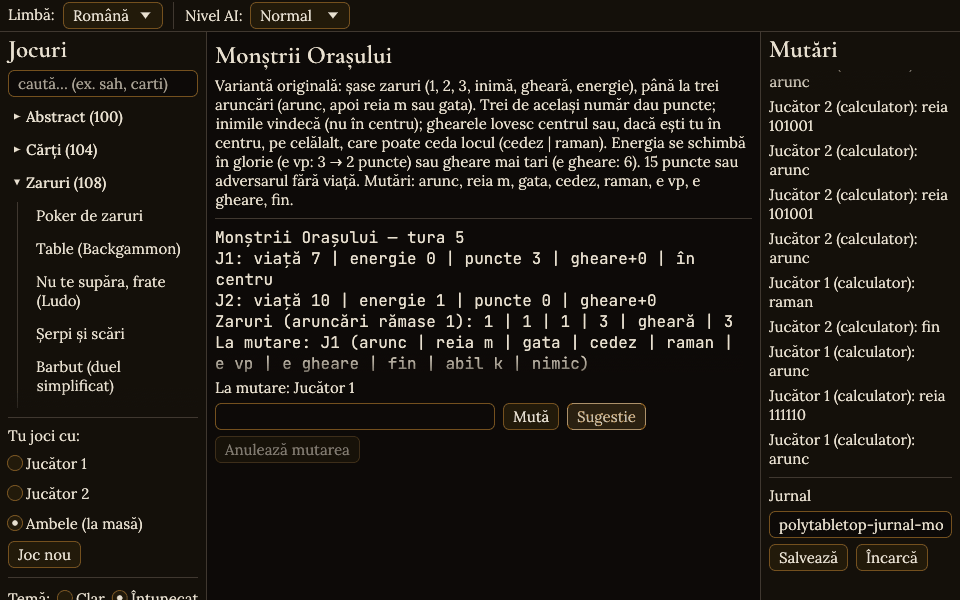 Limbă: Română ▼ Nivel AI: Normal ▼
Jocuri
caută... (ex. sah, carti)
▸ Abstract (100)
▸ Cărți (104)
▾ Zaruri (108)
Poker de zaruri
Table (Backgammon)
Nu te supăra, frate
(Ludo)
Șerpi și scări
Barbut (duel
simplificat)
Tu joci cu:
Jucător 1
Jucător 2
Ambele (la masă)
Joc nou
Temă: Clar Întunecat
Monștrii Orașului
Variantă originală: șase zaruri (1, 2, 3, inimă, gheară, energie), până la trei
aruncări (arunc, apoi reia m sau gata). Trei de același număr dau puncte;
inimile vindecă (nu în centru); ghearele lovesc centrul sau, dacă ești tu în
centru, pe celălalt, care poate ceda locul (cedez | raman). Energia se schimbă
în glorie (e vp: 3 → 2 puncte) sau gheare mai tari (e gheare: 6). 15 puncte sau
adversarul fără viață. Mutări: arunc, reia m, gata, cedez, raman, e vp, e
gheare, fin.
Monștrii Orașului — tura 5
J1: viață 7 | energie 0 | puncte 3 | gheare+0 | în
centru
J2: viață 10 | energie 1 | puncte 0 | gheare+0
Zaruri (aruncări rămase 1): 1 | 1 | 1 | 3 | gheară | 3
La mutare: J1 (arunc | reia m | gata | cedez | raman |
e vp | e gheare | fin | abil k | nimic)
La mutare: Jucător 1
Mută Sugestie
Anulează mutarea
Mutări
Jucător 2 (calculator):
arunc
Jucător 2 (calculator): reia
101001
Jucător 2 (calculator):
arunc
Jucător 2 (calculator): reia
101001
Jucător 2 (calculator):
arunc
Jucător 1 (calculator):
raman
Jucător 2 (calculator): fin
Jucător 1 (calculator):
arunc
Jucător 1 (calculator): reia
111110
Jucător 1 (calculator):
arunc
Jurnal
polytabletop-jurnal-mo
Salvează Încarcă